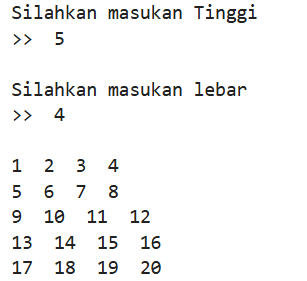 Silahkan masukan Tinggi
>>  5
Silahkan masukan lebar
>>  4
1  2  3  4
5  6  7  8
9  10  11  12
13  14  15  16
17  18  19  20